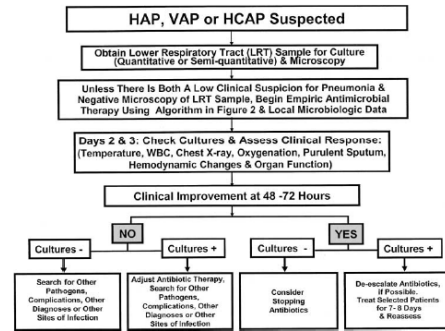 HAP, VAP or HCAP Suspected
Obtain Lower Respiratory Tract (LRT) Sample for Culture
(Quantitative or Semi-quantitative) & Microscopy
Unless There Is Both A Low Clinical Suspicion for Pneumonia &
Negative Microscopy of LRT Sample, Begin Empiric Antimicrobial
Therapy Using Algorithm in Figure 2 & Local Microbiologic Data
Days 2 & 3: Check Cultures & Assess Clinical Response:
(Temperature, WBC, Chest X-ray, Oxygenation, Purulent Sputum,
Hemodynamic Changes & Organ Function)
Clinical Improvement at 48 -72 Hours
NO
YES
Cultures -
Cultures +
Cultures -
Cultures +
Search for Other
Pathogens,
Complications, Other
Diagnoses or Other
Sites of Infection
Adjust Antibiotic Therapy,
Search for Other
Pathogens,
Complications, Other
Diagnoses or Other
Sites of Infection
Consider
Stopping
Antibiotics
De-escalate Antibiotics,
if Possible.
Treat Selected Patients
for 7- 8 Days
& Reassess